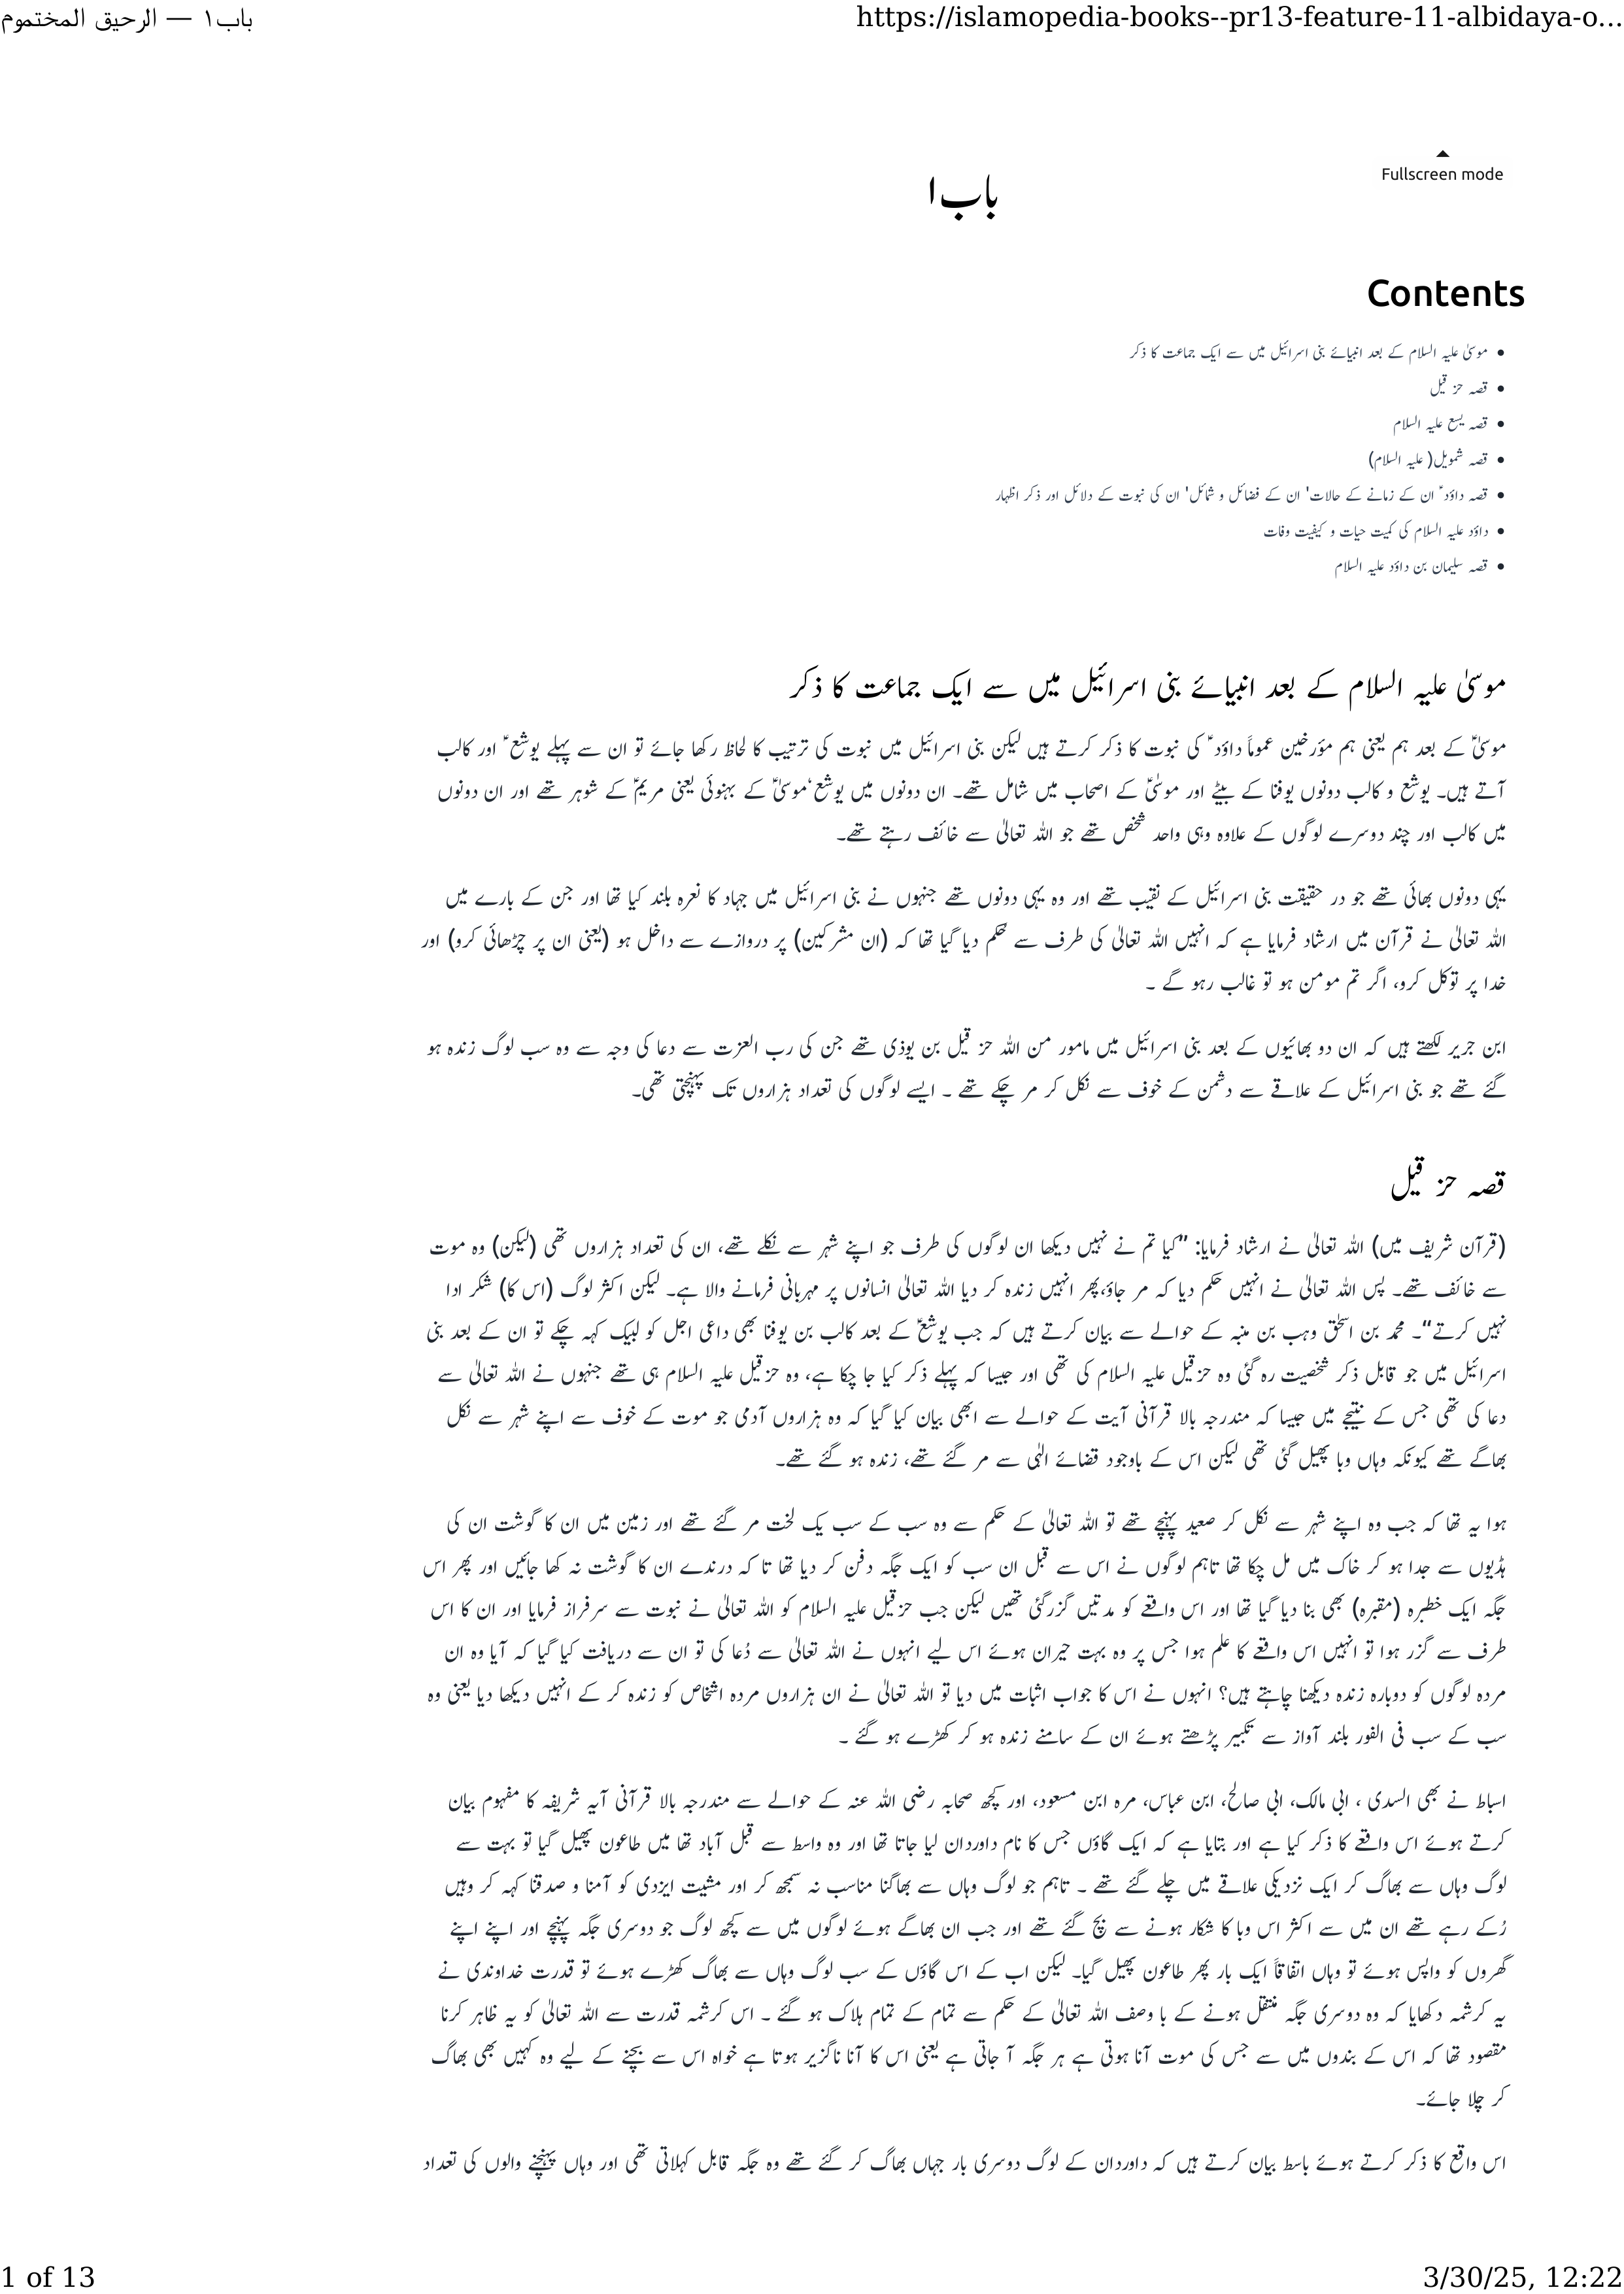 باب۱ — الرحیق المختموم
https://islamopedia-books--pr13-feature-11-albidaya-o...
Fullscreen mode
باب۱
Contents
موسیٰ علیہ السلام کے بعد انبیائے بنی اسرائیل میں سے ایک جماعت کا ذکر
قصہ حز قیل
قصہ یسع علیہ السلام
قصہ شمویل( علیہ السلام)
قصہ داؤد ؑ ان کے زمانے کے حالات' ان کے فضائل و شمائل' ان کی نبوت کے دلائل اور ذکر اظہار
داؤد علیہ السلام کی کمیت حیات و کیفیت وفات
قصہ سلیمان بن داؤد علیہ السلام
موسیٰ علیہ السلام کے بعد انبیائے بنی اسرائیل میں سے ایک جماعت کا ذکر
موسیٰؑ کے بعد ہم یعنی ہم مؤرخین عموماً داؤد ؑ کی نبوت کا ذکر کرتے ہیں لیکن بنی اسرائیل میں نبوت کی ترتیب کا لحاظ رکھا جائے تو ان سے پہلے یوشع ؑ اور کالب
آتے ہیں۔ یوشع و کالب دونوں یوفنا کے بیٹے اور موسیٰؑ کے اصحاب میں شامل تھے۔ ان دونوں میں یوشع ٗموسیٰؑ کے بہنوئی یعنی مریمؑ کے شوہر تھے اور ان دونوں
میں کالب اور چند دوسرے لوگوں کے علاوہ وہی واحد شخص تھے جو اللہ تعالیٰ سے خائف رہتے تھے۔
یہی دونوں بھائی تھے جو در حقیقت بنی اسرائیل کے نقیب تھے اور وہ یہی دونوں تھے جنہوں نے بنی اسرائیل میں جہاد کا نعرہ بلند کیا تھا اور جن کے بارے میں
اللہ تعالیٰ نے قرآن میں ارشاد فرمایا ہے کہ انہیں اللہ تعالیٰ کی طرف سے حُکم دیا گیا تھا کہ (ان مشرکین) پر دروازے سے داخل ہو (یعنی ان پر چڑھائی کرو) اور
خدا پر توکل کرو، اگر تم مومن ہو تو غالب رہو گے ۔
ابن جریر لکھتے ہیں کہ ان دو بھائیوں کے بعد بنی اسرائیل میں مامور من اللہ حز قیل بن یوذی تھے جن کی رب العزت سے دعا کی وجہ سے وہ سب لوگ زندہ ہو
گئے تھے جو بنی اسرائیل کے علاقے سے دشمن کے خوف سے نکل کر مر چکے تھے ۔ ایسے لوگوں کی تعداد ہزاروں تک پہنچتی تھی۔
قصہ حز قیل
(قرآن شریف میں) اللہ تعالیٰ نے ارشاد فرمایا: ”کیا تم نے نہیں دیکھا ان لوگوں کی طرف جو اپنے شہر سے نکلے تھے، ان کی تعداد ہزاروں تھی (لیکن) وہ موت
سے خائف تھے۔ پس اللہ تعالیٰ نے انہیں حکم دیا کہ مر جاؤ،پھر انہیں زندہ کر دیا اللہ تعالیٰ انسانوں پر مہربانی فرمانے والا ہے۔ لیکن اکثر لوگ (اس کا) شکر ادا
نہیں کرتے“۔ محمد بن اسحٰق وہب بن منبہ کے حوالے سے بیان کرتے ہیں کہ جب یوشعؑ کے بعد کالب بن یوفنا بھی داعی اجل کو لبیک کہہ چکے تو ان کے بعد بنی
اسرائیل میں جو قابل ذکر شخصیت رہ گئی وہ حزقیل علیہ السلام کی تھی اور جیسا کہ پہلے ذکر کیا جا چکا ہے، وہ حزقیل علیہ السلام ہی تھے جنہوں نے اللہ تعالیٰ سے
دعا کی تھی جس کے نتیجے میں جیسا کہ مندرجہ بالا قرآنی آیت کے حوالے سے ابھی بیان کیا گیا کہ وہ ہزاروں آدمی جو موت کے خوف سے اپنے شہر سے نکل
بھاگے تھے کیونکہ وہاں وبا پھیل گئی تھی لیکن اس کے باوجود قضائے الٰہی سے مر گئے تھے، زندہ ہو گئے تھے۔
ہوا یہ تھا کہ جب وہ اپنے شہر سے نکل کر صعید پہنچے تھے تو اللہ تعالیٰ کے حکم سے وہ سب کے سب یک لخت مر گئے تھے اور زمین میں ان کا گوشت ان کی
ہڈیوں سے جدا ہو کر خاک میں مل چکا تھا تاہم لوگوں نے اس سے قبل ان سب کو ایک جگہ دفن کر دیا تھا تا کہ درندے ان کا گوشت نہ کھا جائیں اور پھر اس
جگہ ایک خطبرہ (مقبرہ) بھی بنا دیا گیا تھا اور اس واقعے کو مدتیں گزرگئی تھیں لیکن جب حزقیل علیہ السلام کو اللہ تعالیٰ نے نبوت سے سرفراز فرمایا اور ان کا اس
طرف سے گزر ہوا تو انہیں اس واقعے کا علم ہوا جس پر وہ بہت حیران ہوئے اس لیے انہوں نے اللہ تعالیٰ سے دُعا کی تو ان سے دریافت کیا گیا کہ آیا وہ ان
مردہ لوگوں کو دوبارہ زندہ دیکھنا چاہتے ہیں؟ انہوں نے اس کا جواب اثبات میں دیا تو اللہ تعالیٰ نے ان ہزاروں مردہ اشخاص کو زندہ کر کے انہیں دیکھا دیا یعنی وہ
سب کے سب فی الفور بلند آواز سے تکبیر پڑھتے ہوئے ان کے سامنے زندہ ہو کر کھڑے ہو گئے ۔
اسباط نے بھی السدی ، ابی مالک، ابی صالح، ابن عباس، مرہ ابن مسعود، اور کچھ صحابہ رضی اللہ عنہ کے حوالے سے مندرجہ بالا قرآنی آیہ شریفہ کا مفہوم بیان
کرتے ہوئے اس واقعے کا ذکر کیا ہے اور بتایا ہے کہ ایک گاؤں جس کا نام داوردان لیا جاتا تھا اور وہ واسط سے قبل آباد تھا میں طاعون پھیل گیا تو بہت سے
لوگ وہاں سے بھاگ کر ایک نزدیکی علاقے میں چلے گئے تھے ۔ تاہم جو لوگ وہاں سے بھاگنا مناسب نہ سمجھ کر اور مشیت ایزدی کو آمنا و صدقنا کہہ کر وہیں
رُکے رہے تھے ان میں سے اکثر اس وبا کا شکار ہونے سے بچ گئے تھے اور جب ان بھاگے ہوئے لوگوں میں سے کچھ لوگ جو دوسری جگہ پہنچے اور اپنے اپنے
گھروں کو واپس ہوئے تو وہاں اتفاقاً ایک بار پھر طاعون پھیل گیا۔ لیکن اب کے اس گاؤں کے سب لوگ وہاں سے بھاگ کھڑے ہوئے تو قدرت خداوندی نے
یہ کرشمہ دکھایا کہ وہ دوسری جگہ منتقل ہونے کے با وصف اللہ تعالیٰ کے حکم سے تمام کے تمام ہلاک ہو گئے ۔ اس کرشمہ قدرت سے اللہ تعالیٰ کو یہ ظاہر کرنا
مقصود تھا کہ اس کے بندوں میں سے جس کی موت آنا ہوتی ہے ہر جگہ آ جاتی ہے یعنی اس کا آنا ناگزیر ہوتا ہے خواہ اس سے بچنے کے لیے وہ کہیں بھی بھاگ
کر چلا جائے۔
اس واقع کا ذکر کرتے ہوئے باسط بیان کرتے ہیں کہ داوردان کے لوگ دوسری بار جہاں بھاگ کر گئے تھے وہ جگہ قابل کہلاتی تھی اور وہاں پہنچنے والوں کی تعداد
1 of 13
3/30/25, 12:22